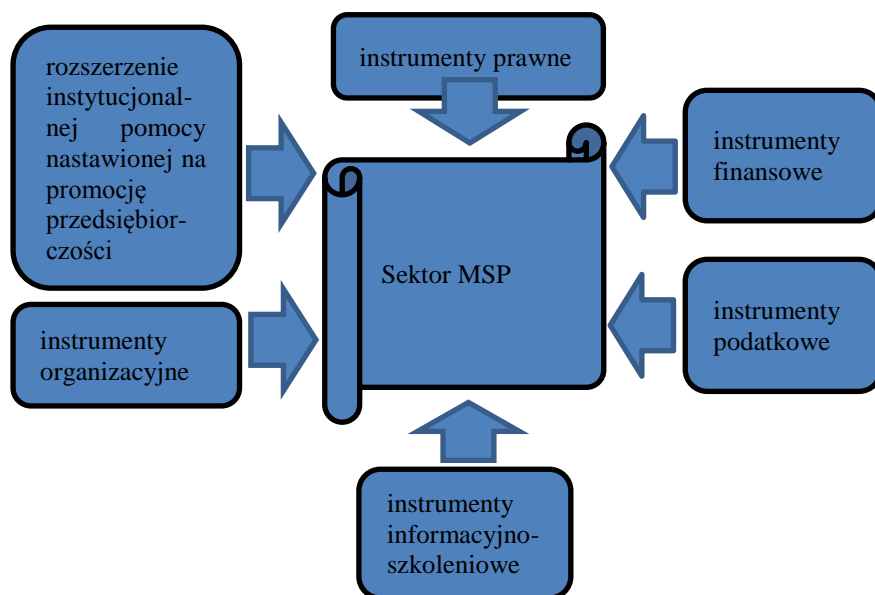 rozszerzenie
instytucjonal-
nej pomocy
nastawionej na
promocję
przedsiębior-
czości
instrumenty prawne
instrumenty
finansowe
Sektor MSP
instrumenty
organizacyjne
instrumenty
podatkowe
instrumenty
informacyjno-
szkoleniowe